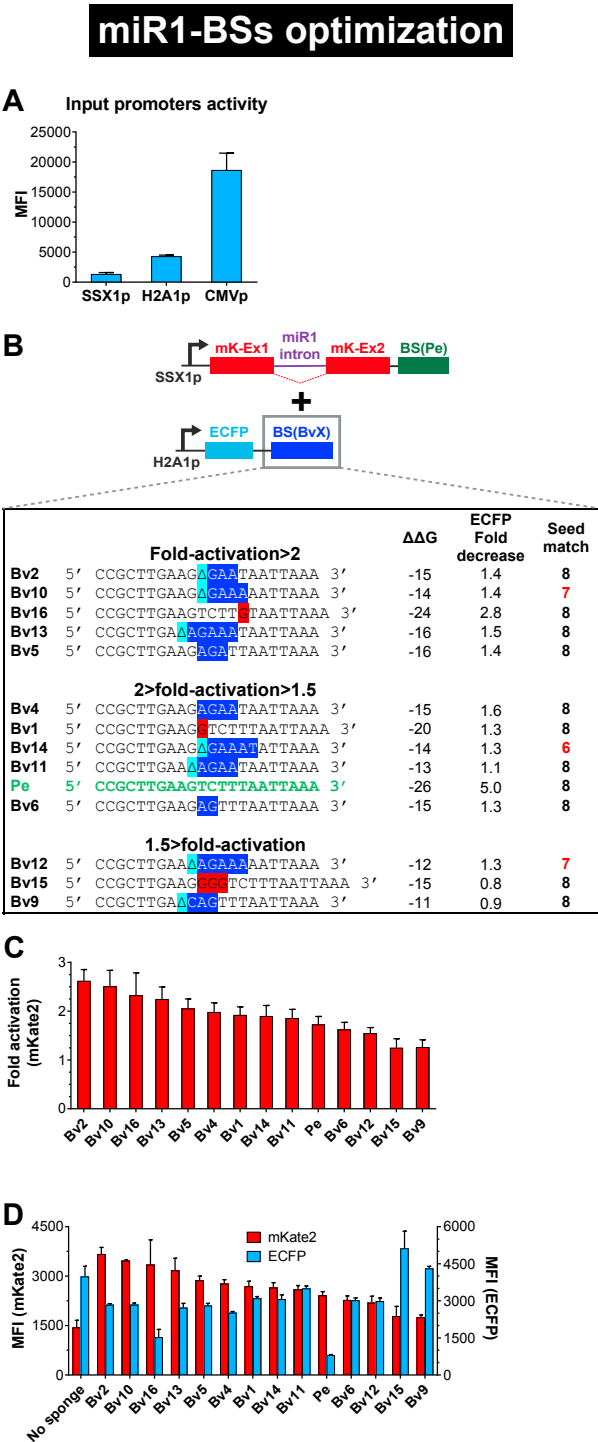 miR1-BSs optimization
A
Input promoters activity
25000
20000
15000
10000
5000
0
MFI
SSX1p H2A1p CMVp
B
mK-Ex1 miR1 intron mK-Ex2 BS(Pe)
SSX1p
+
ECFP BS(BvX)
H2A1p
ΔΔG ECFP Fold decrease Seed match
Fold-activation>2
Bv2 5′ CCGCTTGAAGΔGAATAATTAAA 3′ -15 1.4 8
Bv10 5′ CCGCTTGAAGΔGAAAAATTAAA 3′ -14 1.4 7
Bv16 5′ CCGCTTGAAGTCTTGTAATTAAA 3′ -24 2.8 8
Bv13 5′ CCGCTTGAΔAGAAATAATTAAA 3′ -16 1.5 8
Bv5 5′ CCGCTTGAAGAGATTAATTAAA 3′ -16 1.4 8
2>fold-activation>1.5
Bv4 5′ CCGCTTGAAGAGAATAATTAAA 3′ -15 1.6 8
Bv1 5′ CCGCTTGAAGGTCTTTAATTAAA 3′ -20 1.3 8
Bv14 5′ CCGCTTGAAGΔGAAATATTAAA 3′ -14 1.3 6
Bv11 5′ CCGCTTGAAΔAGAATAATTAAA 3′ -13 1.1 8
Pe 5′ CCGCTTGAAGTCTTTAATTAAA 3′ -26 5.0 8
Bv6 5′ CCGCTTGAAGAGTTTAATTAAA 3′ -15 1.3 8
1.5>fold-activation
Bv12 5′ CCGCTTGAAΔAGAAAAATTAAA 3′ -12 1.3 7
Bv15 5′ CCGCTTGAAGGGGTCTTTAATTAAA 3′ -15 0.8 8
Bv9 5′ CCGCTTGAΔCAGTTTAATTAAA 3′ -11 0.9 8
C
3
2
1
0
Fold activation
(mKate2)
Bv2 Bv10 Bv16 Bv13 Bv5 Bv4 Bv1 Bv14 Bv11 Pe Bv6 Bv12 Bv15 Bv9
D
4500
3000
1500
0
MFI (mKate2)
mKate2
ECFP
6000
4500
3000
1500
0
MFI (ECFP)
No sponge Bv2 Bv10 Bv16 Bv13 Bv5 Bv4 Bv1 Bv14 Bv11 Pe Bv6 Bv12 Bv15 Bv9